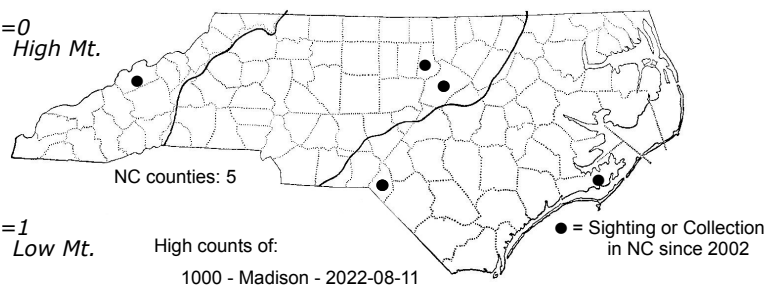 =0
High Mt.
NC counties: 5
=1
Low Mt.
High counts of:
1000 - Madison - 2022-08-11
● = Sighting or Collection
in NC since 2002